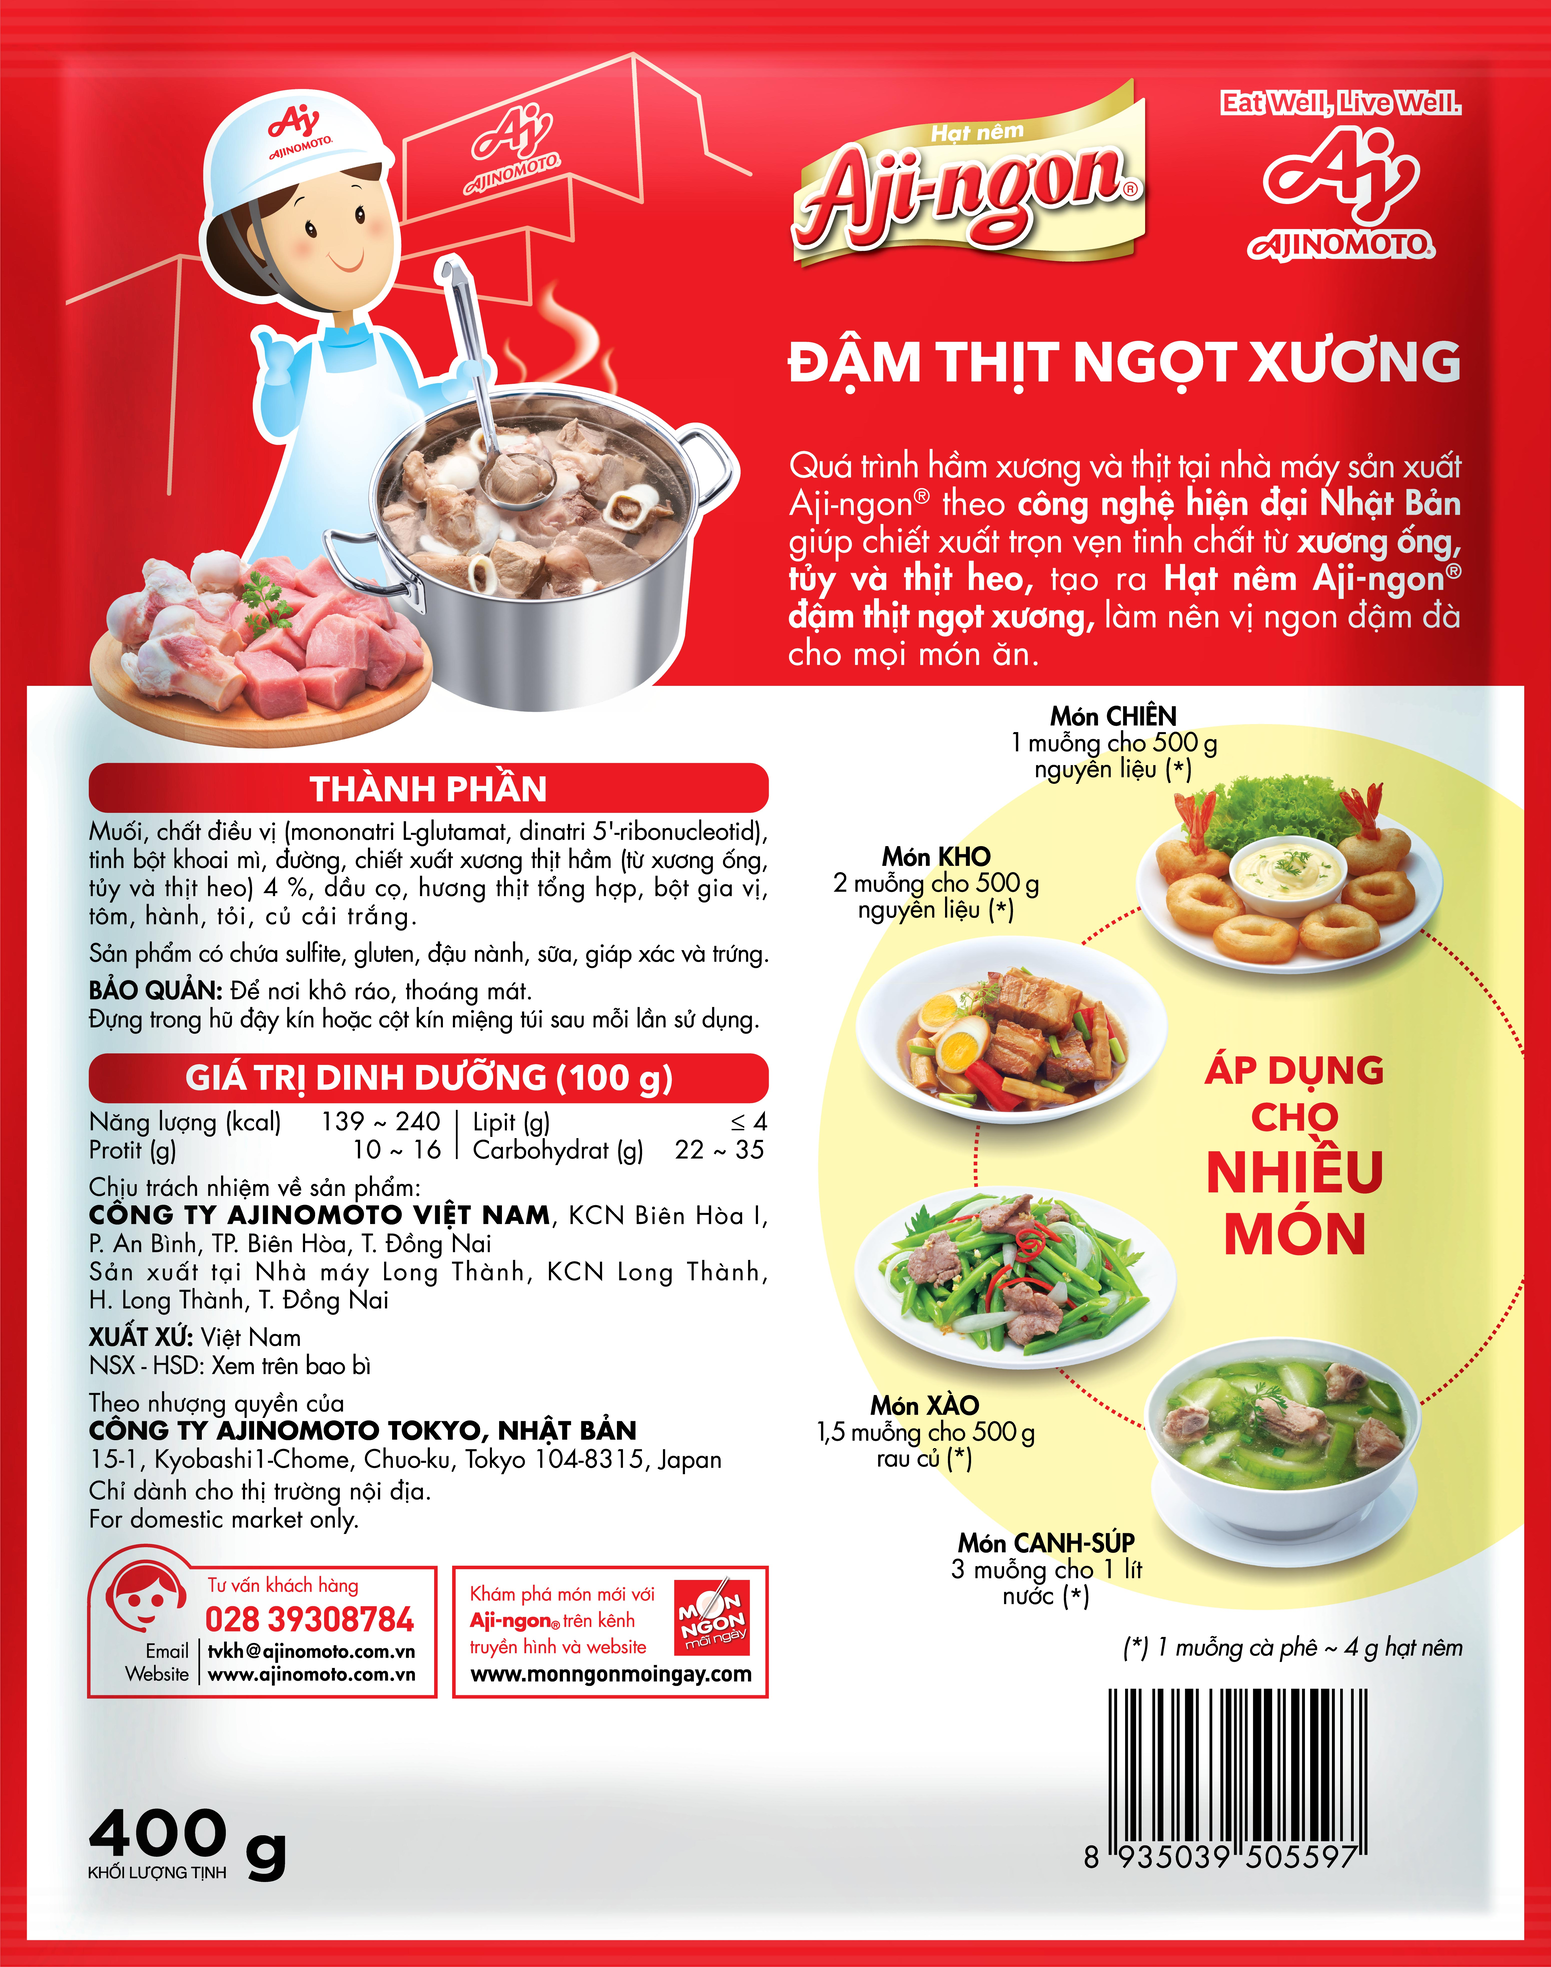 Aj
AJINOMOTO
Aj
AJINOMOTO
Hạt nêm
Aji-ngon®
Eat Well, Live Well.
Aj
AJINOMOTO®
ĐẬM THỊT NGỌT XƯƠNG
Quá trình hầm xương và thịt tại nhà máy sản xuất
Aji-ngon® theo công nghệ hiện đại Nhật Bản
giúp chiết xuất trọn vẹn tinh chất từ xương ống,
tủy và thịt heo, tạo ra Hạt nêm Aji-ngon®
đậm thịt ngọt xương, làm nên vị ngon đậm đà
cho mọi món ăn.
THÀNH PHẦN
Muối, chất điều vị (mononatri L-glutamat, dinatri 5'-ribonucleotid),
tinh bột khoai mì, đường, chiết xuất xương thịt hầm (từ xương ống,
tủy và thịt heo) 4 %, dầu cọ, hương thịt tổng hợp, bột gia vị,
tôm, hành, tỏi, củ cải trắng.
Sản phẩm có chứa sulfite, gluten, đậu nành, sữa, giáp xác và trứng.
BẢO QUẢN: Để nơi khô ráo, thoáng mát.
Đựng trong hũ đậy kín hoặc cột kín miệng túi sau mỗi lần sử dụng.
GIÁ TRỊ DINH DƯỠNG (100 g)
Năng lượng (kcal) 139 ~ 240 Lipit (g) ≤ 4
Protit (g) 10 ~ 16 Carbohydrat (g) 22 ~ 35
Chịu trách nhiệm về sản phẩm:
CÔNG TY AJINOMOTO VIỆT NAM, KCN Biên Hòa I,
P. An Bình, TP. Biên Hòa, T. Đồng Nai
Sản xuất tại Nhà máy Long Thành, KCN Long Thành,
H. Long Thành, T. Đồng Nai
XUẤT XỨ: Việt Nam
NSX - HSD: Xem trên bao bì
Theo nhượng quyền của
CÔNG TY AJINOMOTO TOKYO, NHẬT BẢN
15-1, Kyobashi1-Chome, Chuo-ku, Tokyo 104-8315, Japan
Chỉ dành cho thị trường nội địa.
For domestic market only.
Tư vấn khách hàng
028 39308784
Email tvkh@ajinomoto.com.vn
Website www.ajinomoto.com.vn
Khám phá món mới với
Aji-ngon® trên kênh
truyền hình và website
www.monngonmoingay.com
MÓN
NGON
mỗi ngày
400 g
KHỐI LƯỢNG TỊNH
Món CHIÊN
1 muỗng cho 500 g
nguyên liệu (*)
Món KHO
2 muỗng cho 500 g
nguyên liệu (*)
ÁP DỤNG
CHO
NHIỀU
MÓN
Món XÀO
1,5 muỗng cho 500 g
rau củ (*)
Món CANH-SÚP
3 muỗng cho 1 lít
nước (*)
(*) 1 muỗng cà phê ~ 4 g hạt nêm
8 935039 505597